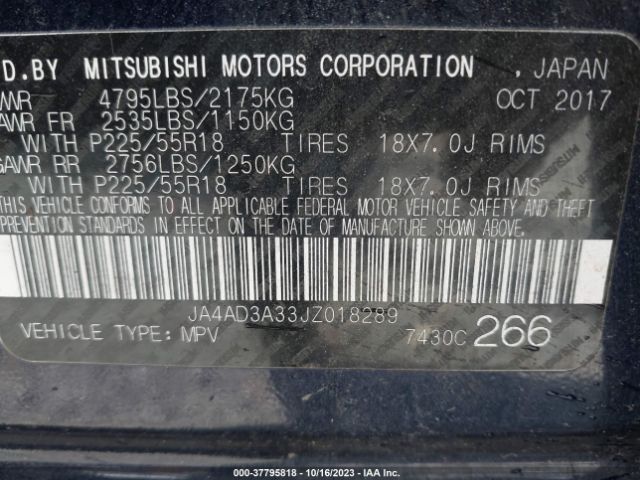 D.BY MITSUBISHI MOTORS CORPORATION , JAPAN
WR 4795LBS/2175KG OCT 2017
AWR FR 2535LBS/1150KG
WITH P225/55R18 TIRES 18X7.0J RIMS
GAWR RR 2756LBS/1250KG
WITH P225/55R18 TIRES 18X7.0J RIMS
THIS VEHICLE CONFORMS TO ALL APPLICABLE FEDERAL MOTOR VEHICLE SAFETY AND THEFT
PREVENTION STANDARDS IN EFFECT ON THE DATE OF MANUFACTURE SHOWN ABOVE.
JA4AD3A33JZ018289
VEHICLE TYPE: MPV 7430C 266
000-37795818 - 10/16/2023 - IAA Inc.